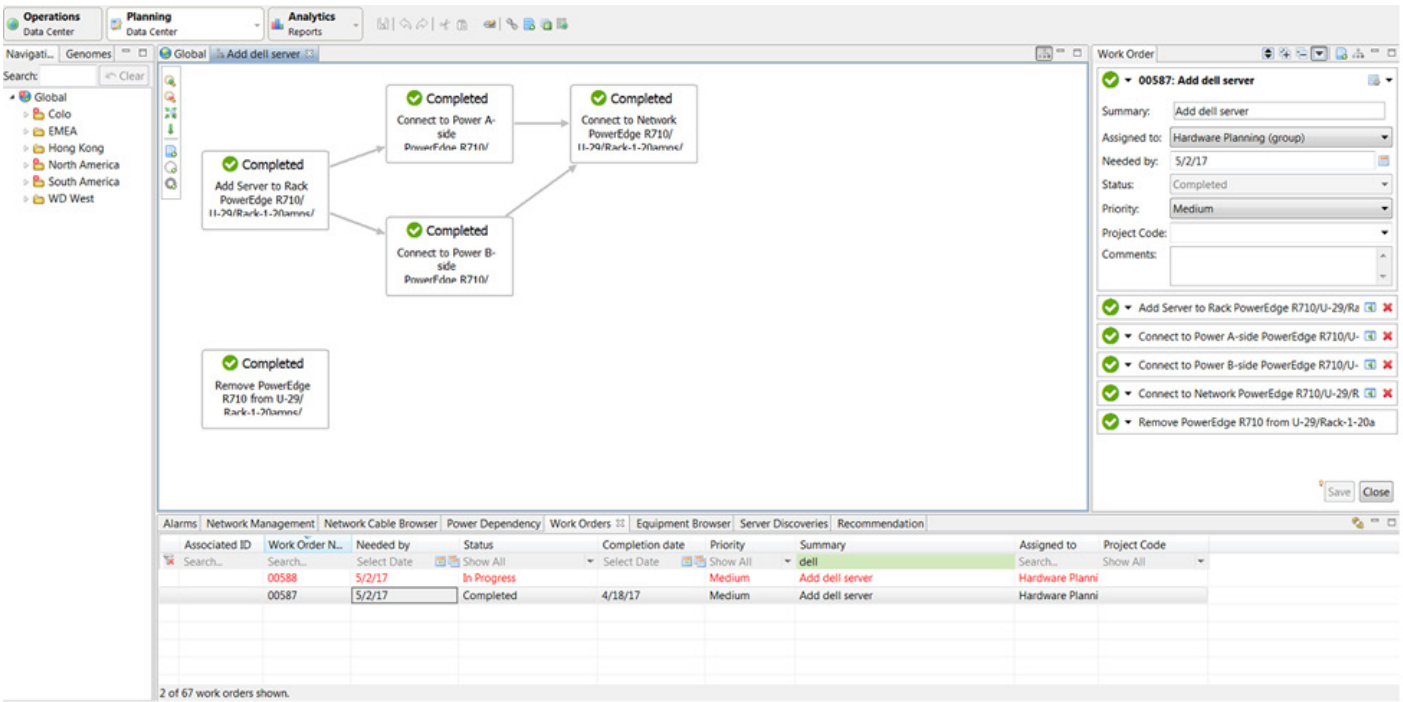 Operations
Data Center
Planning
Data Center
Analytics
Reports
Navigati... Genomes
Search: Clear
Global
Colo
EMEA
Hong Kong
North America
South America
WD West
Global Add dell server
Completed
Add Server to Rack
PowerEdge R710/
U-29/Rack-1-20amps/
Completed
Connect to Power A-
side
PowerEdge R710/
Completed
Connect to Network
PowerEdge R710/
U-29/Rack-1-20amps/
Completed
Connect to Power B-
side
PowerEdge R710/
Completed
Remove PowerEdge
R710 from U-29/
Rack-1-20amps/
Work Order
00587: Add dell server
Summary: Add dell server
Assigned to: Hardware Planning (group)
Needed by: 5/2/17
Status: Completed
Priority: Medium
Project Code:
Comments:
Add Server to Rack PowerEdge R710/U-29/Ra
Connect to Power A-side PowerEdge R710/U-
Connect to Power B-side PowerEdge R710/U-
Connect to Network PowerEdge R710/U-29/R
Remove PowerEdge R710 from U-29/Rack-1-20a
Save Close
Alarms Network Management Network Cable Browser Power Dependency Work Orders Equipment Browser Server Discoveries Recommendation
Associated ID Work Order N... Needed by Status Completion date Priority Summary Assigned to Project Code
Search... Search... Select Date Show All Select Date Show All dell Search... Show All
00588 5/2/17 In Progress Medium Add dell server Hardware Planni
00587 5/2/17 Completed 4/18/17 Medium Add dell server Hardware Planni
2 of 67 work orders shown.